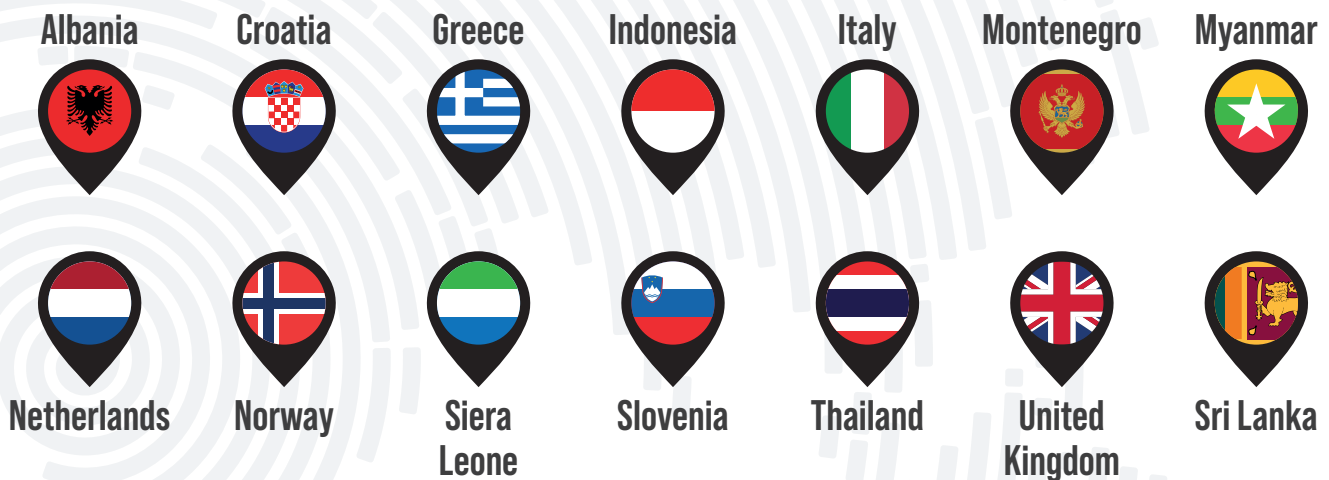 Albania
Croatia
Greece
Indonesia
Italy
Montenegro
Myanmar
Netherlands
Norway
Siera
Leone
Slovenia
Thailand
United
Kingdom
Sri Lanka